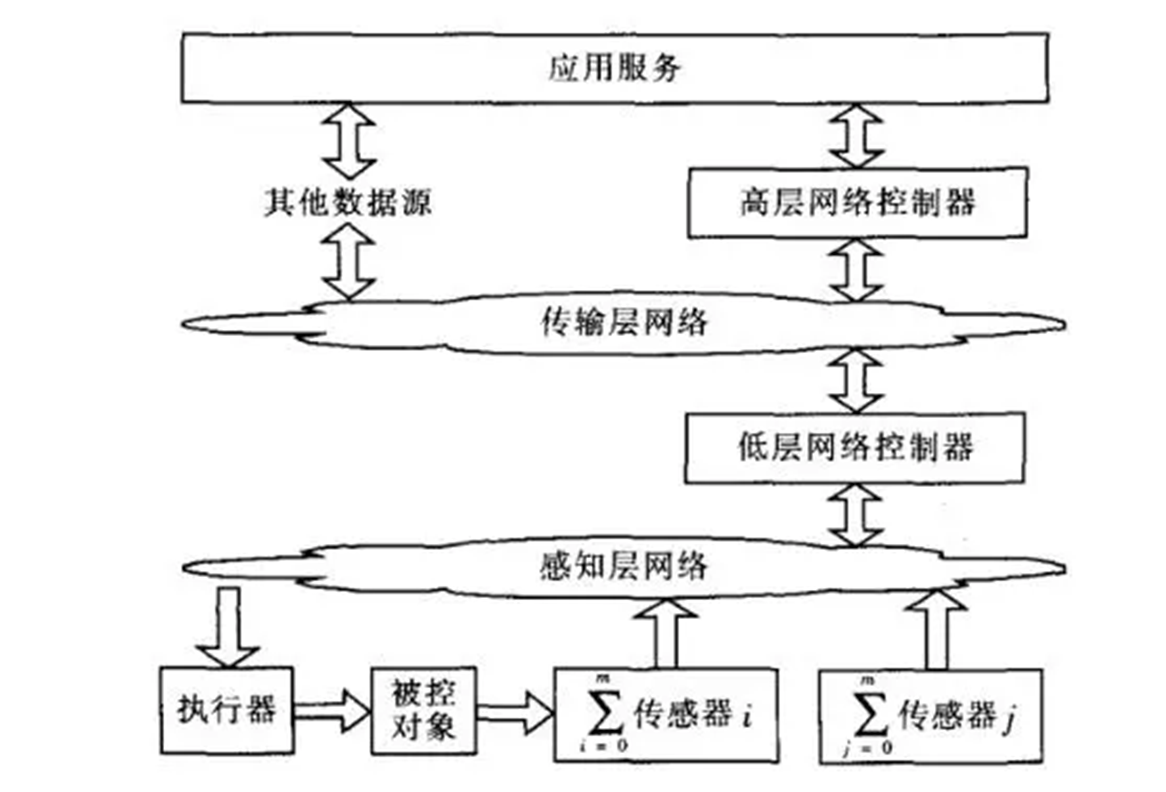 应用服务
其他数据源
高层网络控制器
传输层网络
低层网络控制器
感知层网络
执行器
被控
对象
m
∑ 传感器 i
i = 0
m
∑ 传感器 j
j = 0